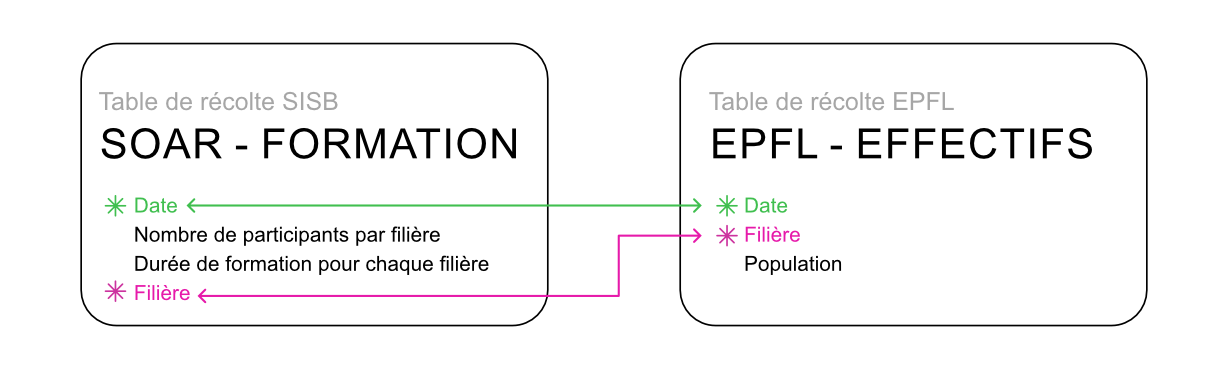 Table de récolte SISB
SOAR - FORMATION
Date
Nombre de participants par filière
Durée de formation pour chaque filière
Filière
Table de récolte EPFL
EPFL - EFFECTIFS
Date
Filière
Population